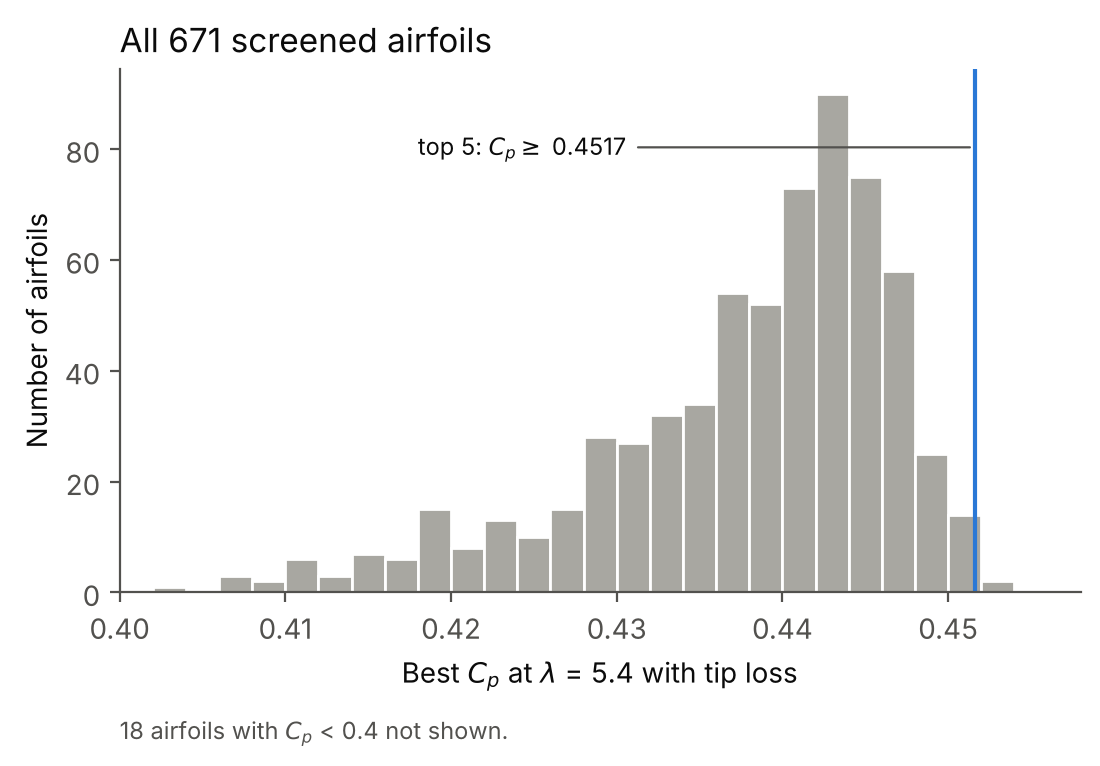 All 671 screened airfoils
80
60
40
20
0
Number of airfoils
top 5: Cₚ ≥ 0.4517
0.40 0.41 0.42 0.43 0.44 0.45
Best Cₚ at λ = 5.4 with tip loss
18 airfoils with Cₚ < 0.4 not shown.